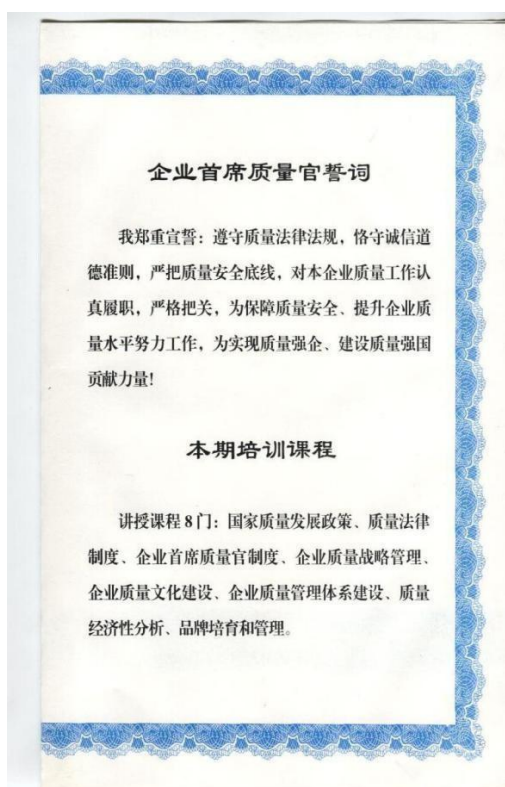 企业首席质量官誓词
我郑重宣誓：遵守质量法律法规，恪守诚信道
德准则，严把质量安全底线，对本企业质量工作认
真履职，严格把关，为保障质量安全、提升企业质
量水平努力工作，为实现质量强企、建设质量强国
贡献力量！
本期培训课程
讲授课程8门：国家质量发展政策、质量法律
制度、企业首席质量官制度、企业质量战略管理、
企业质量文化建设、企业质量管理体系建设、质量
经济性分析、品牌培育和管理。